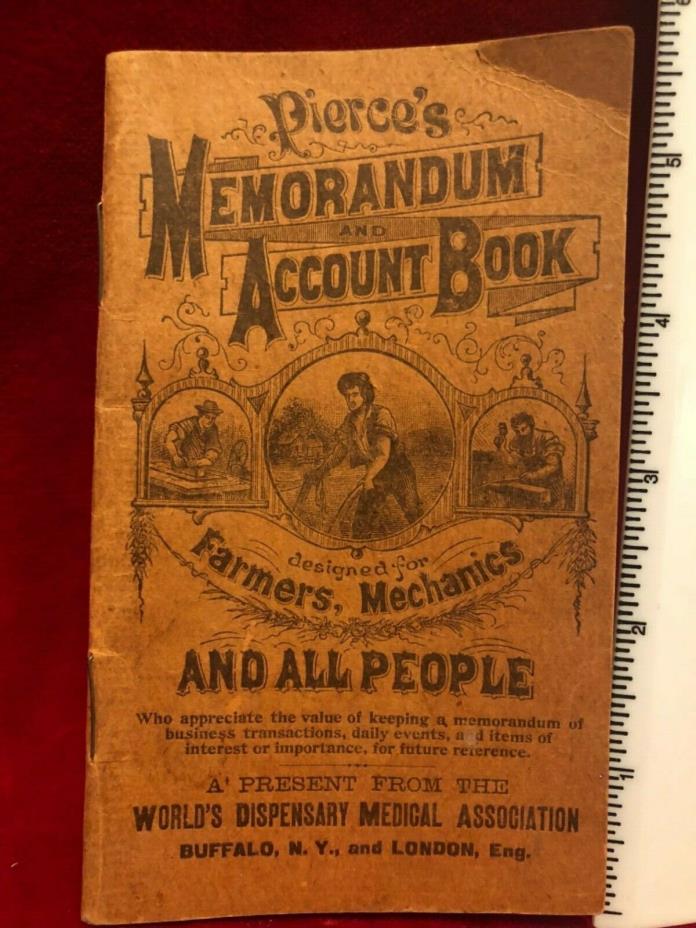 Pierce's
MEMORANDUM
AND
ACCOUNT BOOK
designed for
Farmers, Mechanics
AND ALL PEOPLE
Who appreciate the value of keeping a memorandum of
business transactions, daily events, and items of
interest or importance, for future reference.
A PRESENT FROM THE
WORLD'S DISPENSARY MEDICAL ASSOCIATION
BUFFALO, N. Y., and LONDON, Eng.
6
5
4
3
2
1